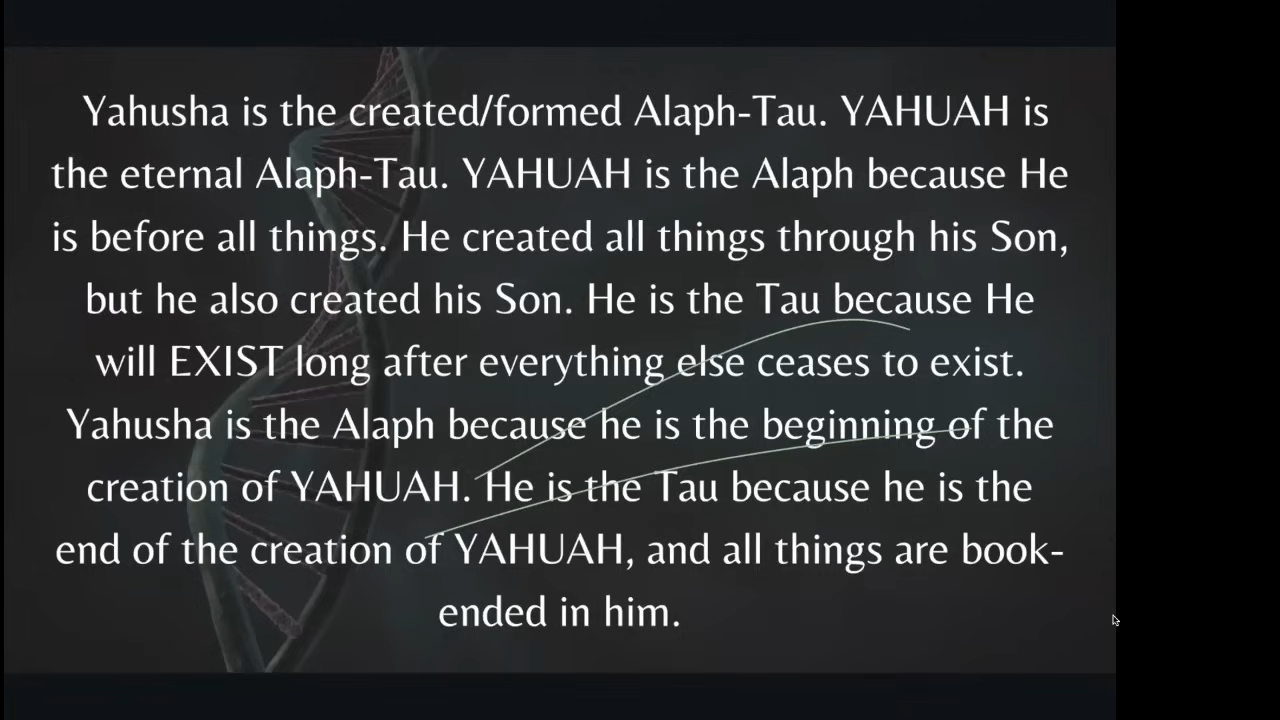 Yahusha is the created/formed Alaph-Tau. YAHUAH is
the eternal Alaph-Tau. YAHUAH is the Alaph because He
is before all things. He created all things through his Son,
but he also created his Son. He is the Tau because He
will EXIST long after everything else ceases to exist.
Yahusha is the Alaph because he is the beginning of the
creation of YAHUAH. He is the Tau because he is the
end of the creation of YAHUAH, and all things are book-
ended in him.